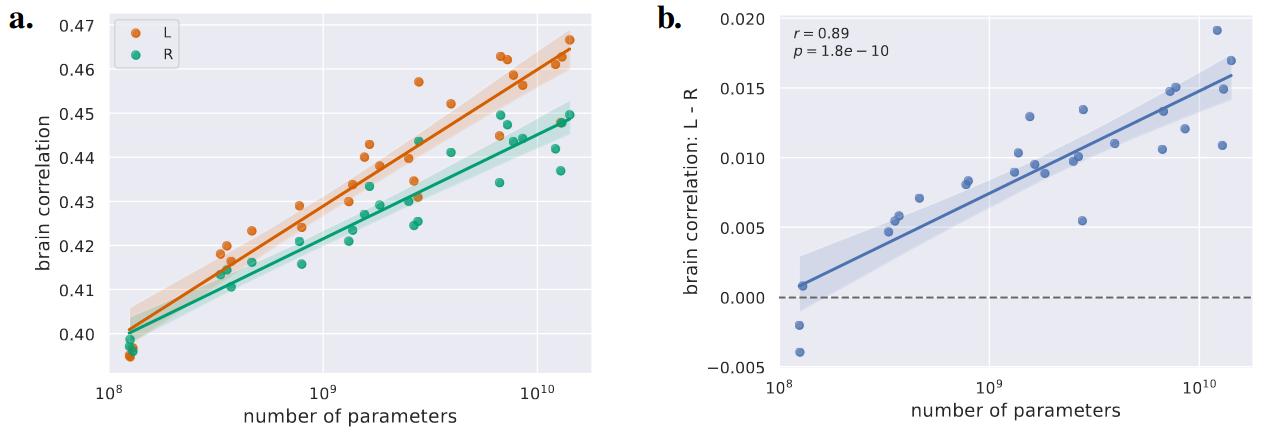 a.
L
R
0.47
0.46
0.45
0.44
0.43
0.42
0.41
0.40
brain correlation
10⁸
10⁹
10¹⁰
number of parameters
b.
r = 0.89
p = 1.8e − 10
0.020
0.015
0.010
0.005
0.000
−0.005
brain correlation: L - R
10⁸
10⁹
10¹⁰
number of parameters